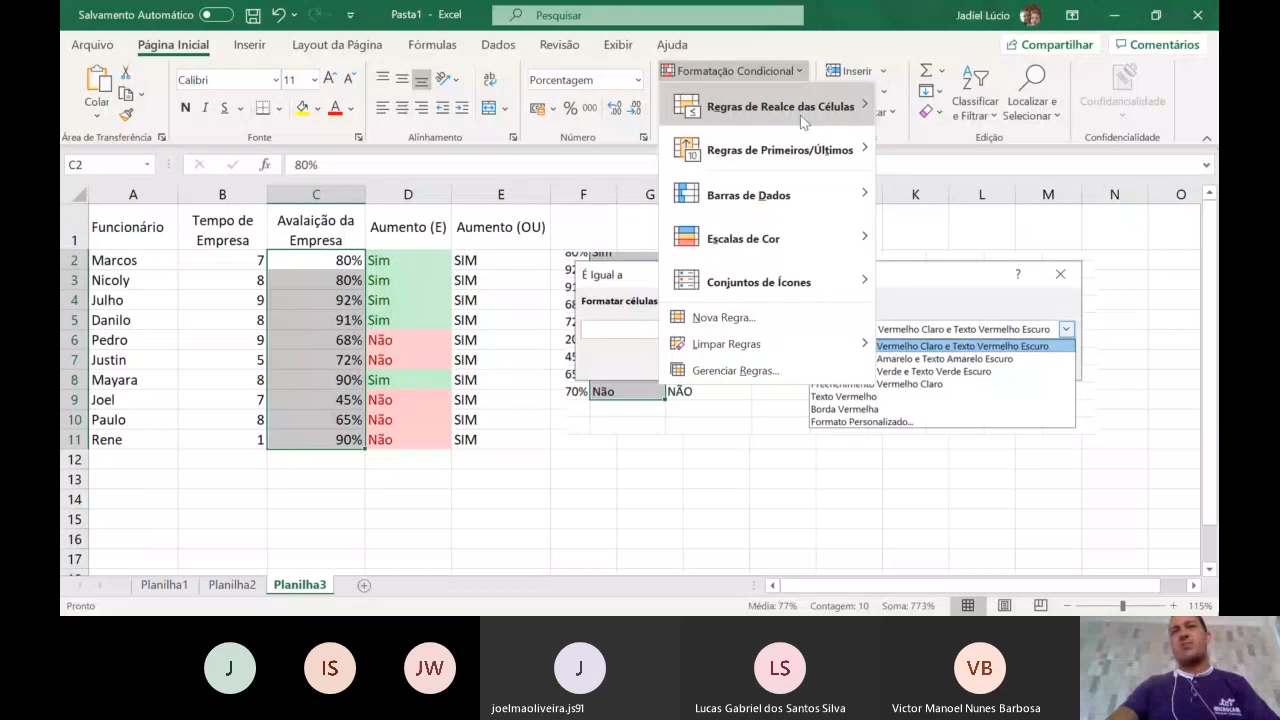 Salvamento Automático
Pasta1 - Excel
Pesquisar
Jadiel Lúcio
Arquivo Página Inicial Inserir Layout da Página Fórmulas Dados Revisão Exibir Ajuda
Compartilhar Comentários
Colar
Área de Transferência
Calibri 11
N I S
Fonte
Alinhamento
Porcentagem
% 000
Número
Formatação Condicional
Inserir
Classificar e Filtrar
Localizar e Selecionar
Edição
Confidencialidade
Confidencialidade
Regras de Realce das Células
Regras de Primeiros/Últimos
Barras de Dados
Escalas de Cor
Conjuntos de Ícones
Nova Regra...
Limpar Regras
Gerenciar Regras...
C2 fx 80%
A B C D E F G K L M N O
1 Funcionário Tempo de Empresa Avalaição da Empresa Aumento (E) Aumento (OU)
2 Marcos 7 80% Sim SIM
3 Nicoly 8 80% Sim SIM
4 Julho 9 92% Sim SIM
5 Danilo 8 91% Sim SIM
6 Pedro 9 68% Não SIM
7 Justin 5 72% Não SIM
8 Mayara 8 90% Sim SIM
9 Joel 7 45% Não SIM
10 Paulo 8 65% Não SIM
11 Rene 1 90% Não SIM
12
13
14
15
16
17
80% Sim
É Igual a
?
Formatar células
Vermelho Claro e Texto Vermelho Escuro
Vermelho Claro e Texto Vermelho Escuro
Amarelo e Texto Amarelo Escuro
Verde e Texto Verde Escuro
Preenchimento Vermelho Claro
Texto Vermelho
Borda Vermelha
Formato Personalizado...
70% Não NÃO
Planilha1 Planilha2 Planilha3
Pronto
Média: 77% Contagem: 10 Soma: 773%
115%
J
IS
JW
J
joelmaoliveira.js91
LS
Lucas Gabriel dos Santos Silva
VB
Victor Manoel Nunes Barbosa